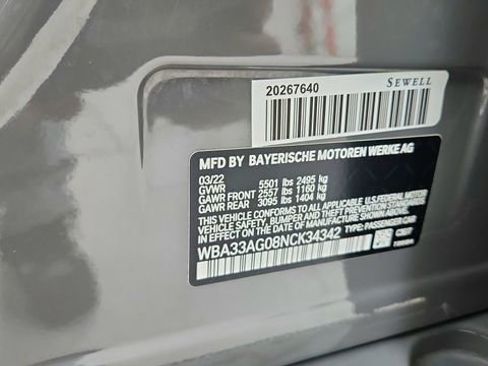 20267640 SEWELL
MFD BY BAYERISCHE MOTOREN WERKE AG
03/22
GVWR 5501 lbs 2495 kg
GAWR FRONT 2557 lbs 1160 kg
GAWR REAR 3095 lbs 1404 kg
THIS VEHICLE CONFORMS TO ALL APPLICABLE U.S. FEDERAL MOTOR
VEHICLE SAFETY, BUMPER AND THEFT PREVENTION STANDARDS
IN EFFECT ON THE DATE OF MANUFACTURE SHOWN ABOVE.
WBA33AG08NCK34342 TYPE: PASSENGER CAR